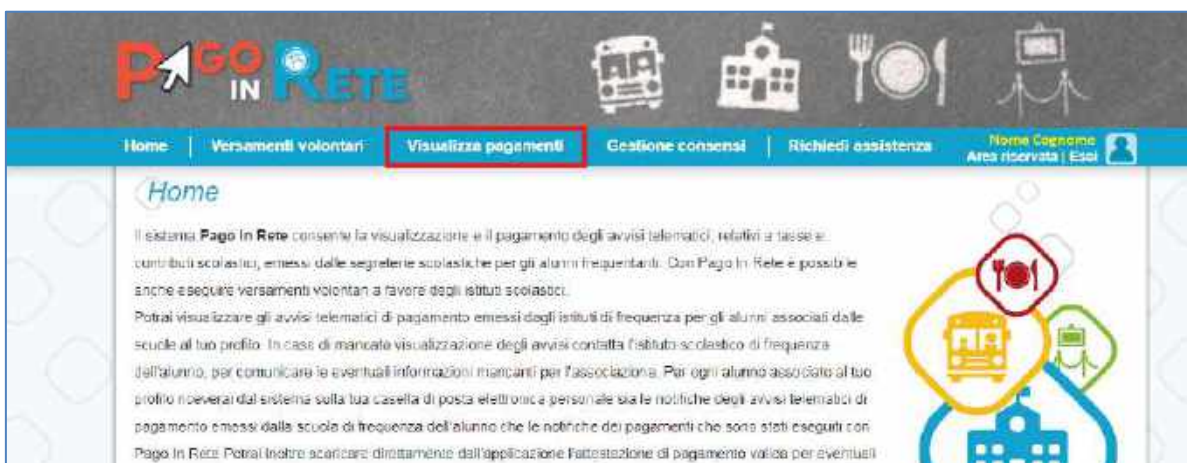 PAGO IN RETE
Home | Versamenti volontari Visualizza pagamenti Gestione consensi | Richiedi assistenza Nome Cognome
Area riservata | Esci
Home
Il sistema Pago In Rete consente la visualizzazione e il pagamento degli avvisi telematici, relativi a tasse e
contributi scolastici, emessi dalle segreterie scolastiche per gli alunni frequentanti. Con Pago In Rete è possibile
anche eseguire versamenti volontari a favore degli istituti scolastici.
Potrai visualizzare gli avvisi telematici di pagamento emessi dagli istituti di frequenza per gli alunni associati dalle
scuole al tuo profilo. In caso di mancata visualizzazione degli avvisi contatta l'istituto scolastico di frequenza
dell'alunno, per comunicare le eventuali informazioni mancanti per l'associazione. Per ogni alunno associato al tuo
profilo riceverai dal sistema sulla tua casella di posta elettronica personale sia le notifiche degli avvisi telematici di
pagamento emessi dalla scuola di frequenza dell'alunno che le notifiche dei pagamenti che sono stati eseguiti con
Pago In Rete Potrai inoltre scaricare direttamente dall'applicazione l'attestazione di pagamento valida per eventuali